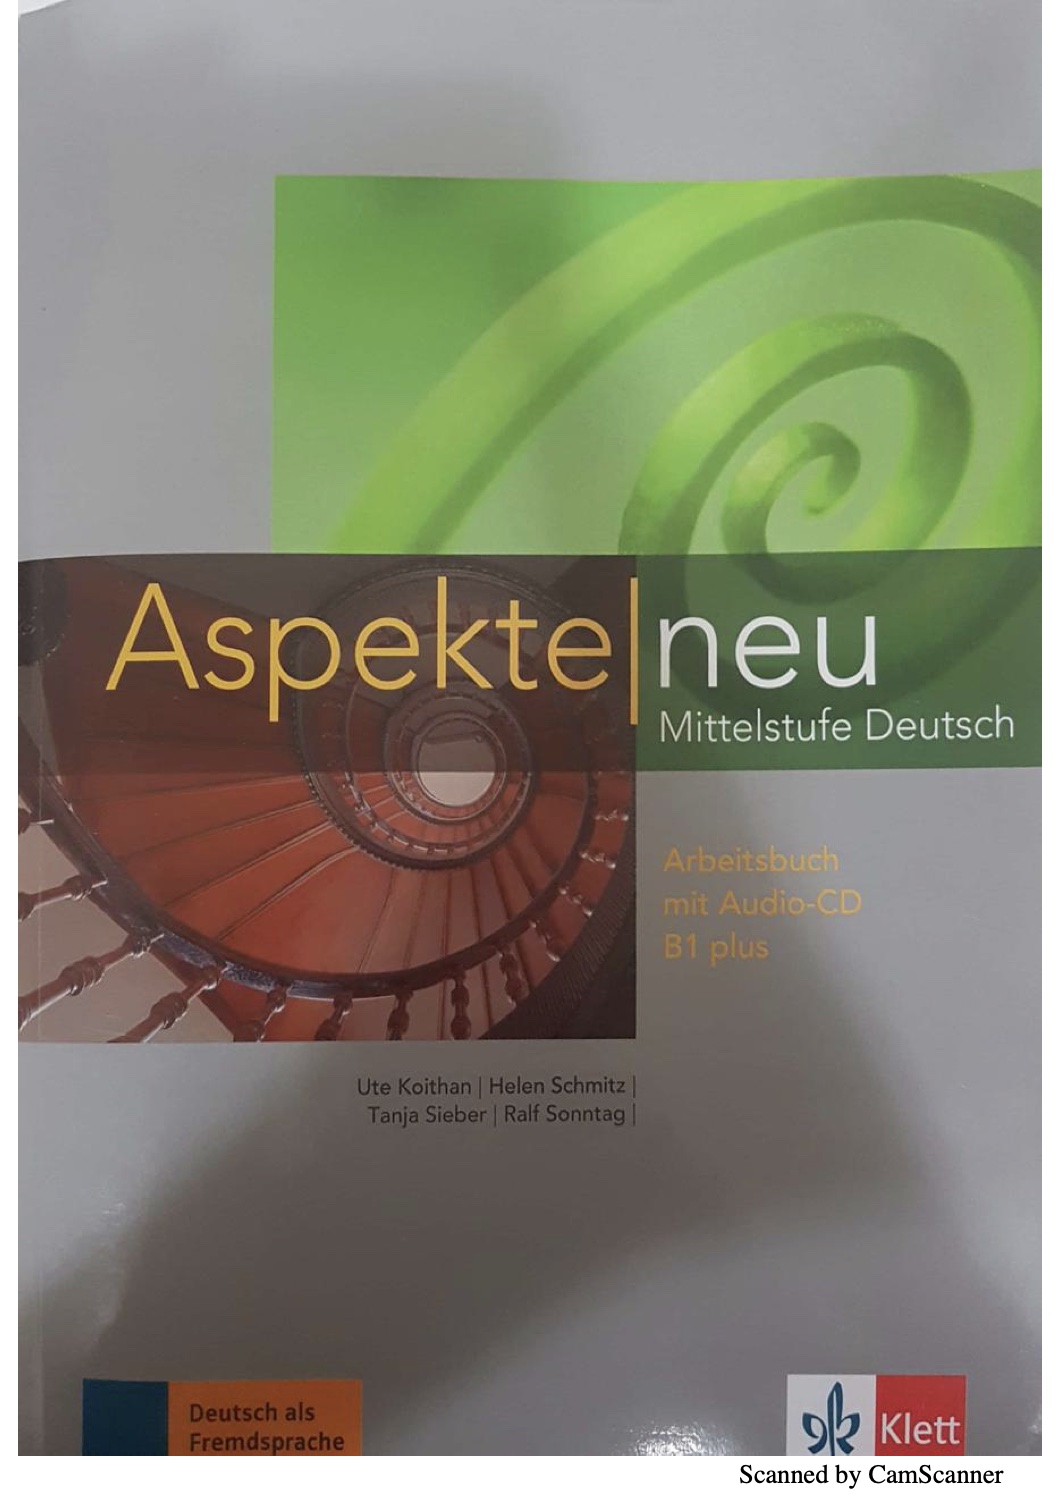 Aspekte|neu
Mittelstufe Deutsch
Arbeitsbuch
mit Audio-CD
B1 plus
Ute Koithan | Helen Schmitz |
Tanja Sieber | Ralf Sonntag |
Deutsch als
Fremdsprache
Klett
Scanned by CamScanner